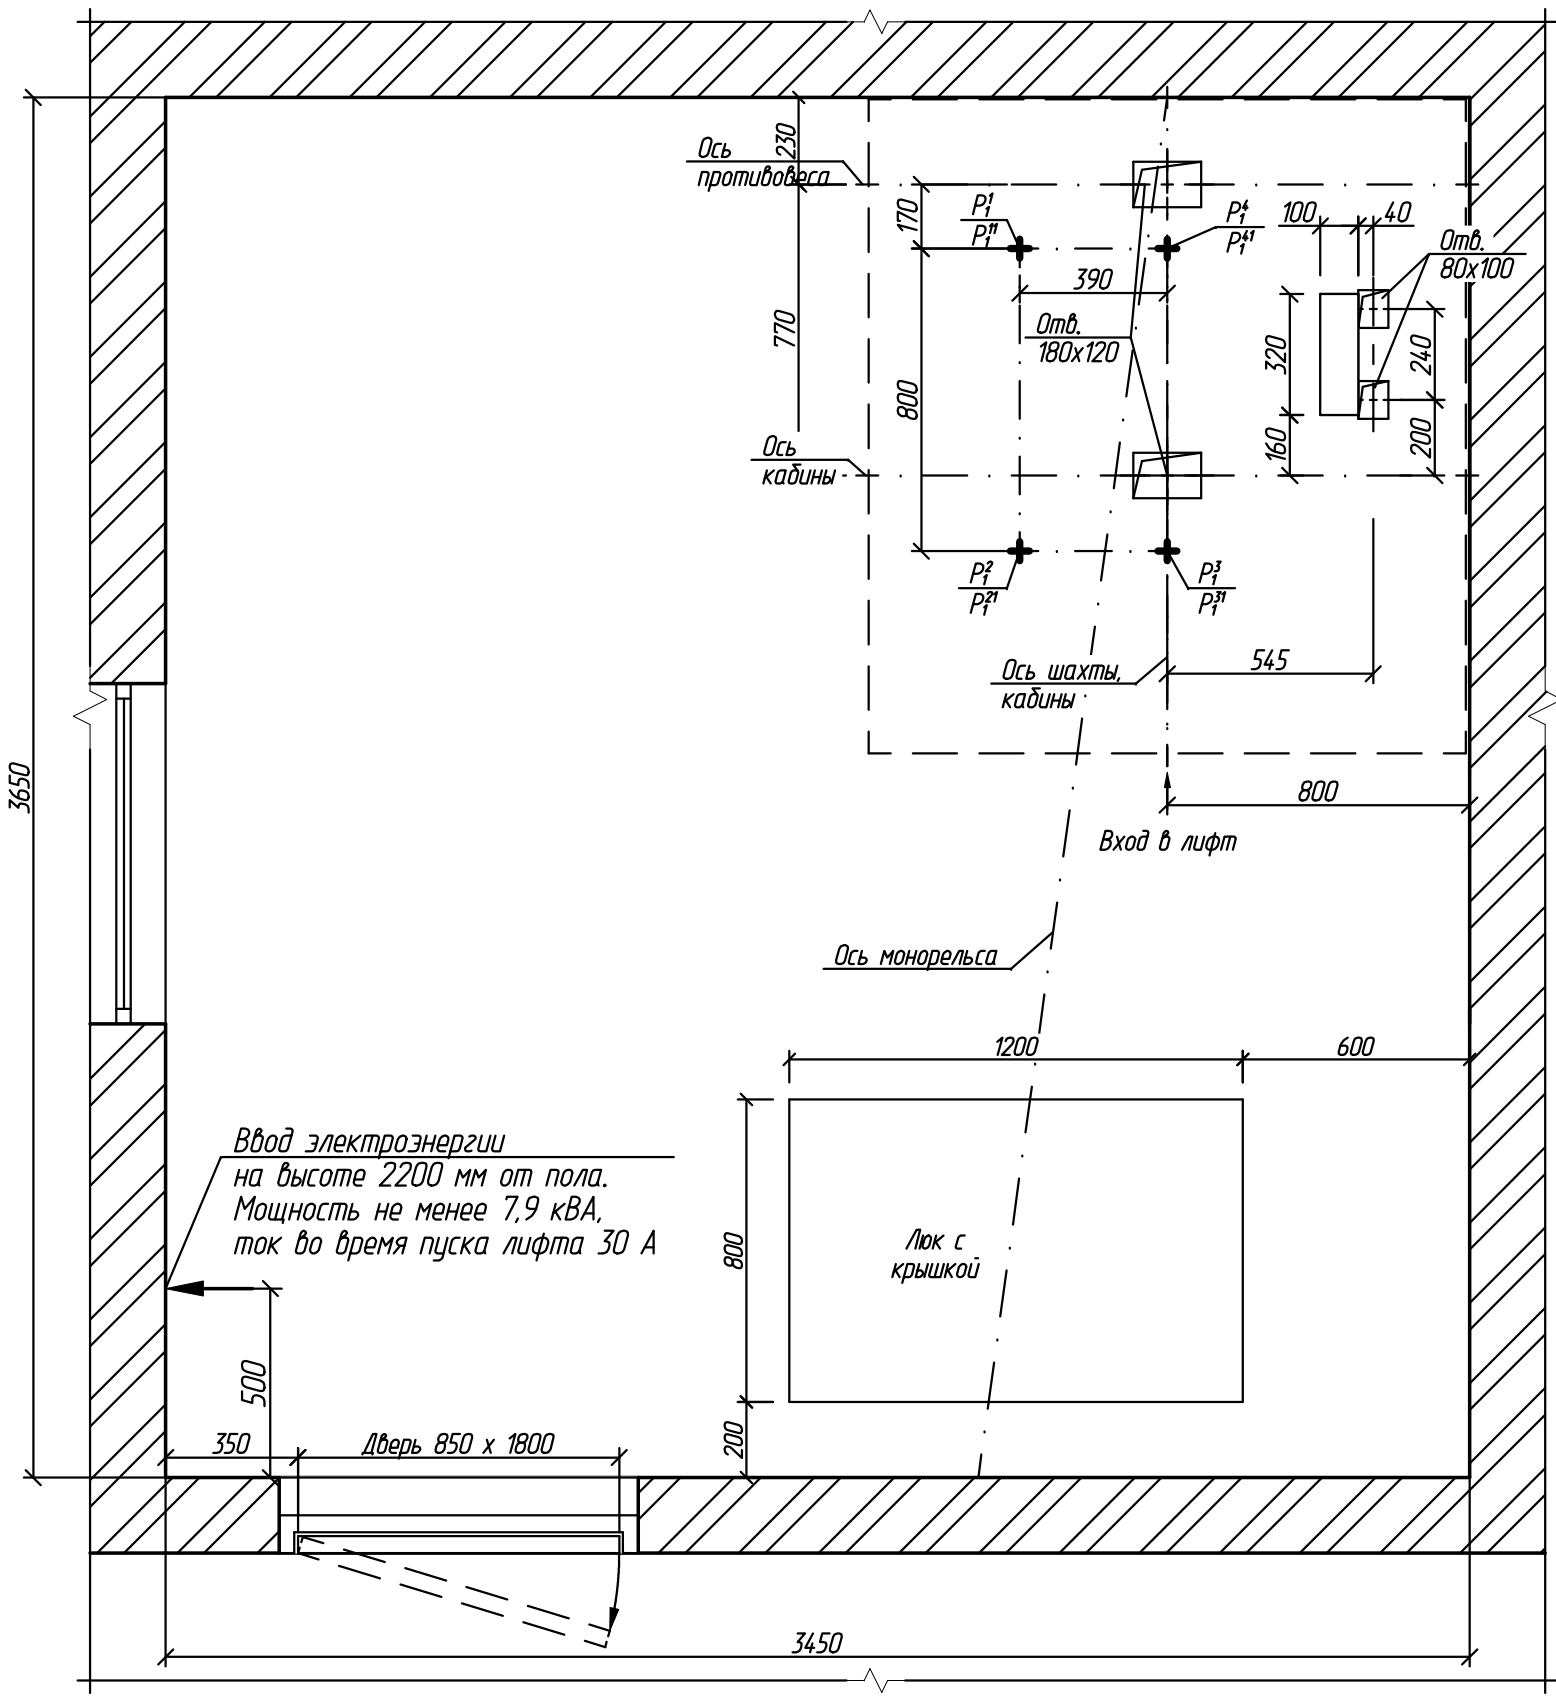 230
Ось
противовеса
170
P₁¹
P₁¹¹
P₁⁴
P₁⁴¹
100
40
Отв.
80x100
390
770
Отв.
180x120
320
240
800
160
200
Ось
кабины
P₁²
P₁²¹
P₁³
P₁³¹
Ось шахты,
кабины
545
3650
800
Вход в лифт
Ось монорельса
1200
600
Ввод электроэнергии
на высоте 2200 мм от пола.
Мощность не менее 7,9 кВА,
ток во время пуска лифта 30 А
800
Люк с
крышкой
500
350
Дверь 850 x 1800
200
3450